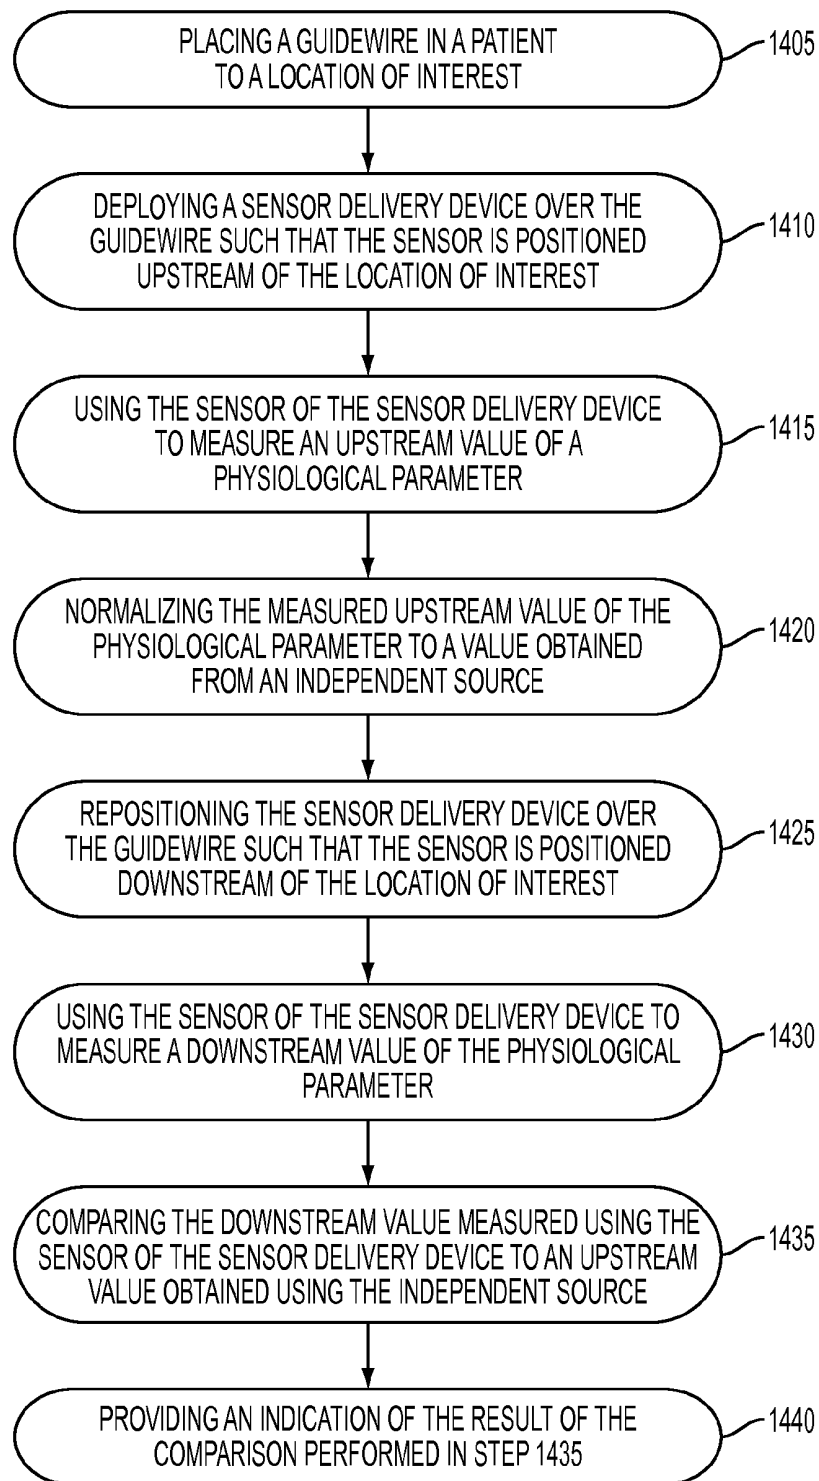 PLACING A GUIDEWIRE IN A PATIENT
TO A LOCATION OF INTEREST
1405
DEPLOYING A SENSOR DELIVERY DEVICE OVER THE
GUIDEWIRE SUCH THAT THE SENSOR IS POSITIONED
UPSTREAM OF THE LOCATION OF INTEREST
1410
USING THE SENSOR OF THE SENSOR DELIVERY DEVICE
TO MEASURE AN UPSTREAM VALUE OF A
PHYSIOLOGICAL PARAMETER
1415
NORMALIZING THE MEASURED UPSTREAM VALUE OF THE
PHYSIOLOGICAL PARAMETER TO A VALUE OBTAINED
FROM AN INDEPENDENT SOURCE
1420
REPOSITIONING THE SENSOR DELIVERY DEVICE OVER
THE GUIDEWIRE SUCH THAT THE SENSOR IS POSITIONED
DOWNSTREAM OF THE LOCATION OF INTEREST
1425
USING THE SENSOR OF THE SENSOR DELIVERY DEVICE TO
MEASURE A DOWNSTREAM VALUE OF THE PHYSIOLOGICAL
PARAMETER
1430
COMPARING THE DOWNSTREAM VALUE MEASURED USING THE
SENSOR OF THE SENSOR DELIVERY DEVICE TO AN UPSTREAM
VALUE OBTAINED USING THE INDEPENDENT SOURCE
1435
PROVIDING AN INDICATION OF THE RESULT OF THE
COMPARISON PERFORMED IN STEP 1435
1440